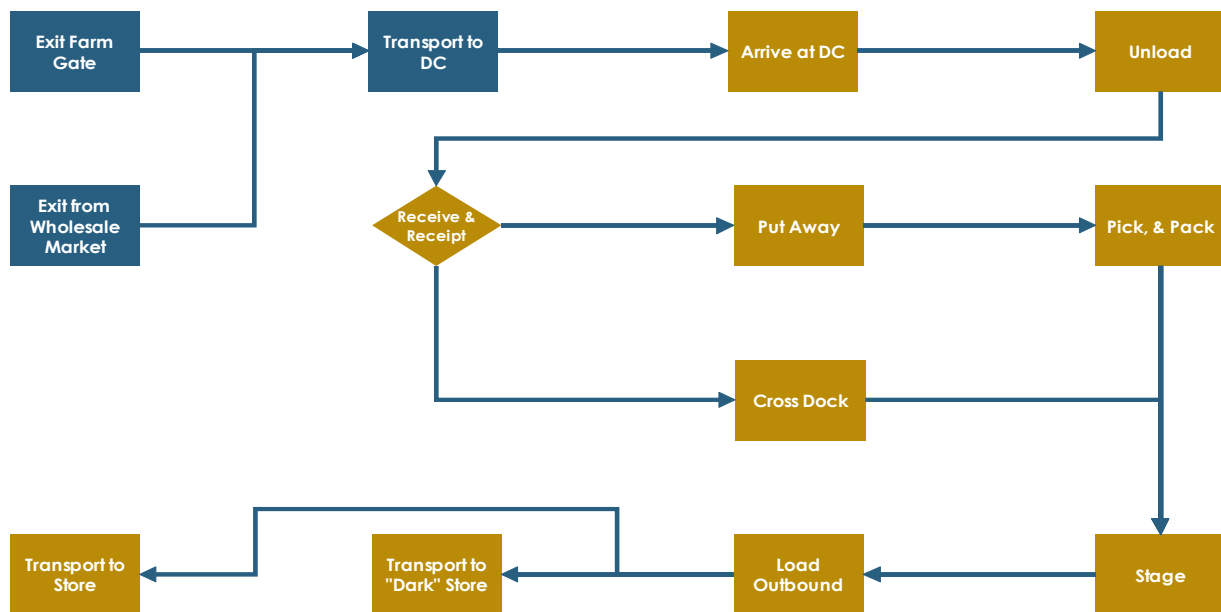 Exit Farm
Gate
Transport to
DC
Arrive at DC
Unload
Exit from
Wholesale
Market
Receive &
Receipt
Put Away
Pick, & Pack
Cross Dock
Transport to
Store
Transport to
"Dark" Store
Load
Outbound
Stage